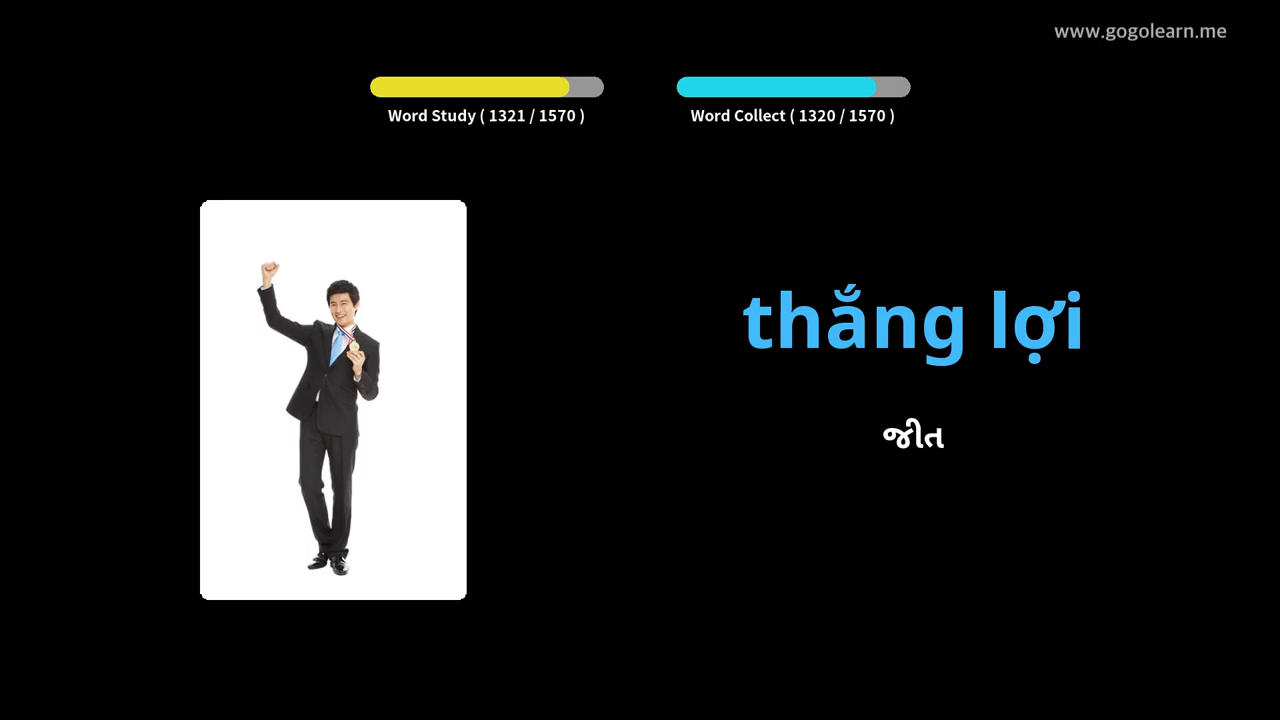 www.gogolearn.me
Word Study ( 1321 / 1570 )
Word Collect ( 1320 / 1570 )
thắng lợi
જીત